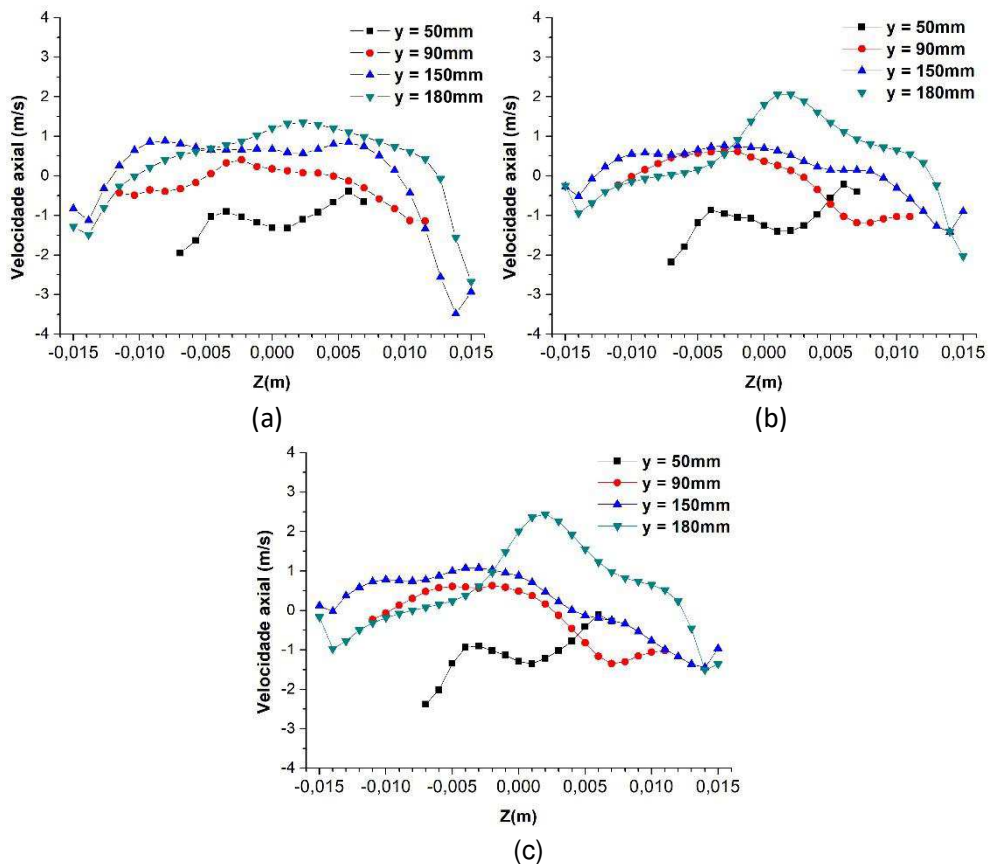 4
3
2
1
0
-1
-2
-3
-4
Velocidade axial (m/s)
y = 50mm
y = 90mm
y = 150mm
y = 180mm
-0,015 -0,010 -0,005 0,000 0,005 0,010 0,015
Z(m)
(a)
4
3
2
1
0
-1
-2
-3
-4
Velocidade axial (m/s)
y = 50mm
y = 90mm
y = 150mm
y = 180mm
-0,015 -0,010 -0,005 0,000 0,005 0,010 0,015
Z(m)
(b)
4
3
2
1
0
-1
-2
-3
-4
Velocidade axial (m/s)
y = 50mm
y = 90mm
y = 150mm
y = 180mm
-0,015 -0,010 -0,005 0,000 0,005 0,010 0,015
Z(m)
(c)